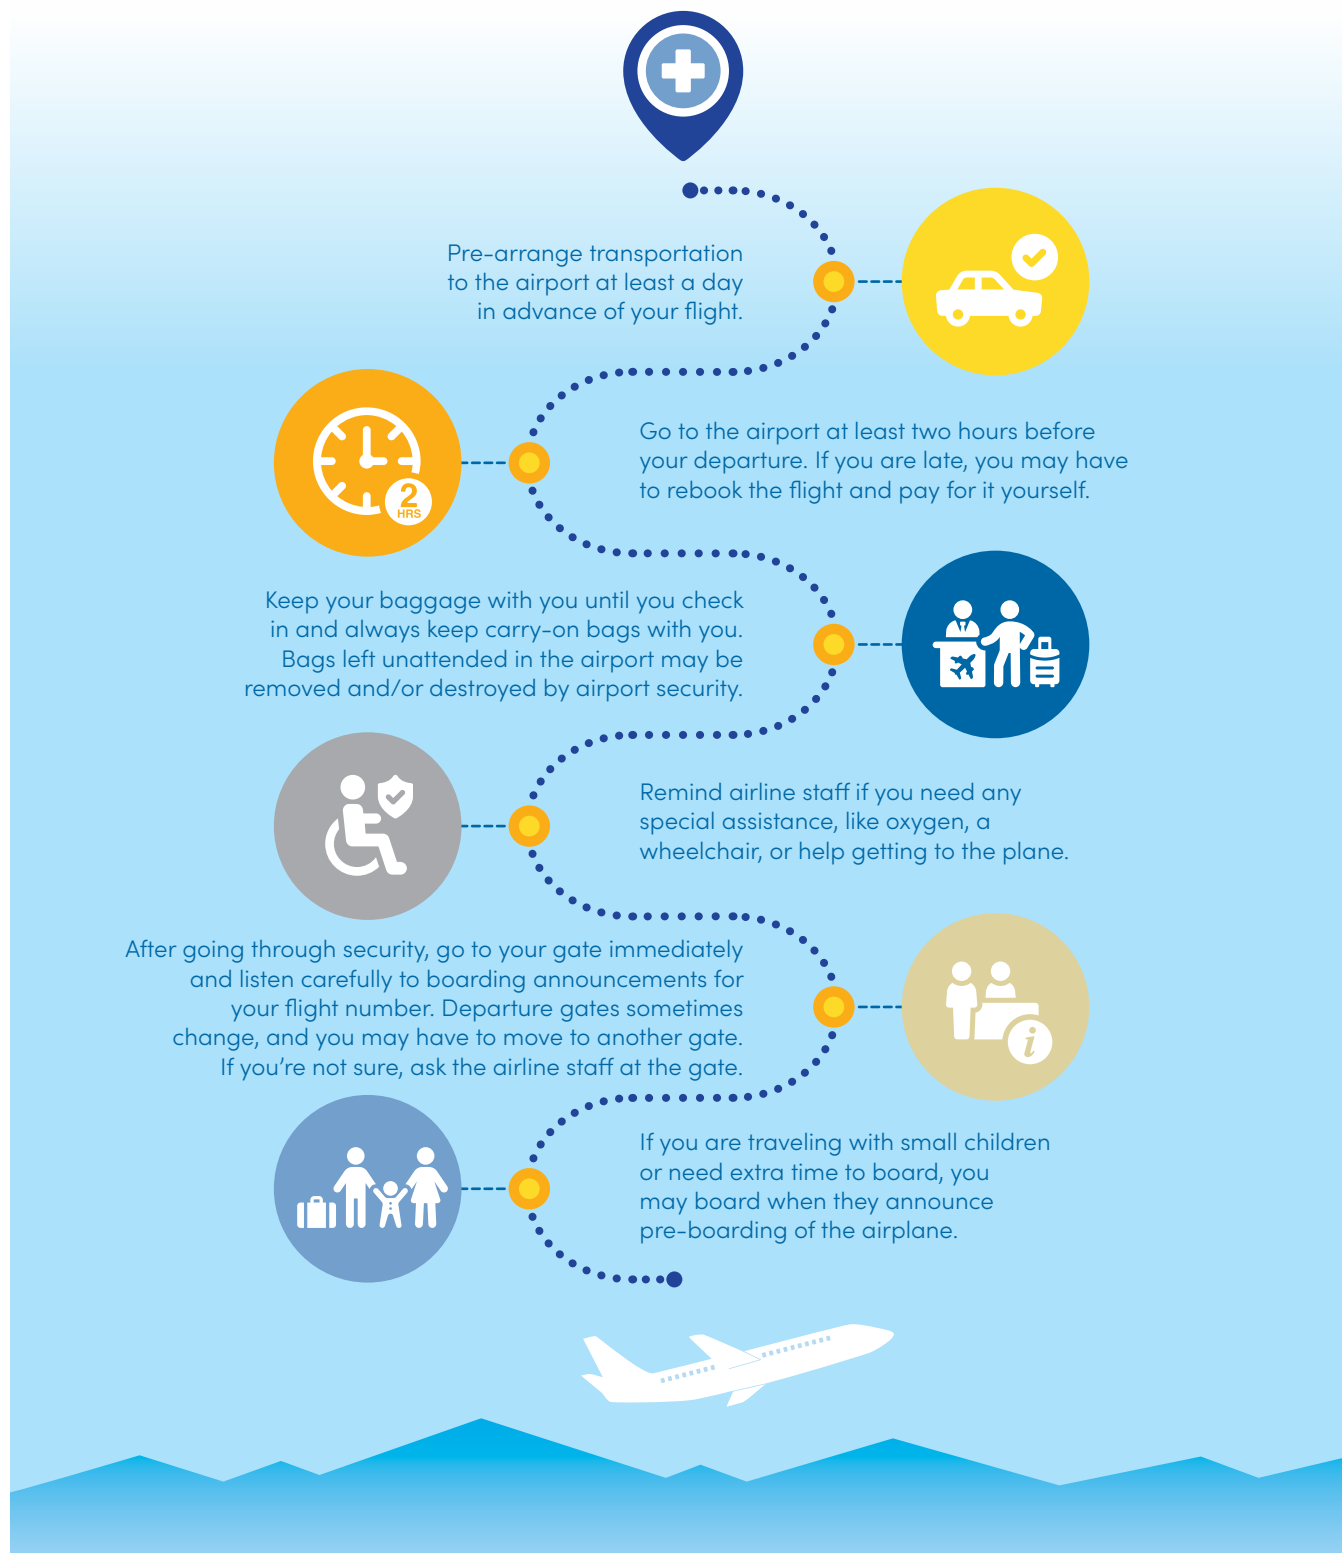 Pre-arrange transportation
to the airport at least a day
in advance of your flight.
2
HRS
Go to the airport at least two hours before
your departure. If you are late, you may have
to rebook the flight and pay for it yourself.
Keep your baggage with you until you check
in and always keep carry-on bags with you.
Bags left unattended in the airport may be
removed and/or destroyed by airport security.
Remind airline staff if you need any
special assistance, like oxygen, a
wheelchair, or help getting to the plane.
After going through security, go to your gate immediately
and listen carefully to boarding announcements for
your flight number. Departure gates sometimes
change, and you may have to move to another gate.
If you’re not sure, ask the airline staff at the gate.
i
If you are traveling with small children
or need extra time to board, you
may board when they announce
pre-boarding of the airplane.